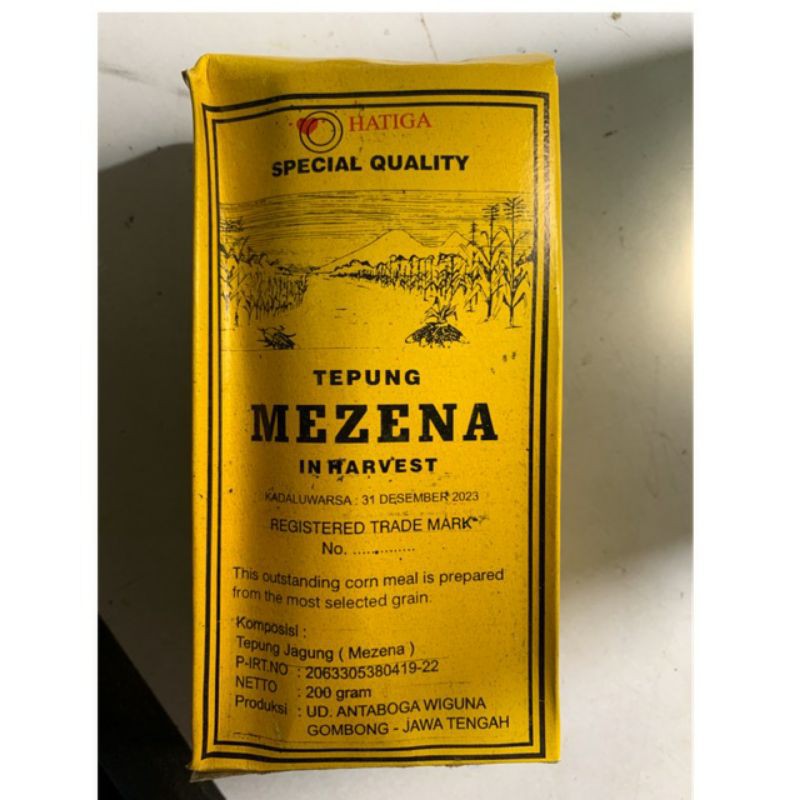 HATIGA
SPECIAL QUALITY
TEPUNG
MEZENA
IN HARVEST
KADALUWARSA : 31 DESEMBER 2023
REGISTERED TRADE MARK
No. ..............
This outstanding corn meal is prepared
from the most selected grain.
Komposisi :
Tepung Jagung ( Mezena )
P-IRT.NO : 2063305380419-22
NETTO : 200 gram
Produksi : UD. ANTABOGA WIGUNA
GOMBONG - JAWA TENGAH